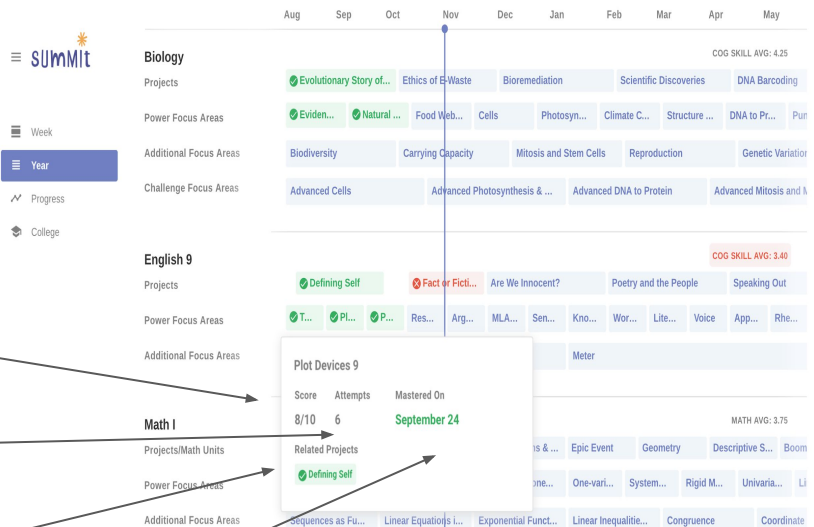 Aug Sep Oct Nov Dec Jan Feb Mar Apr May
SUMMIT
Week
Year
Progress
College
Biology COG SKILL AVG: 4.25
Projects Evolutionary Story of... Ethics of E-Waste Bioremediation Scientific Discoveries DNA Barcoding
Power Focus Areas Eviden... Natural ... Food Web... Cells Photosyn... Climate C... Structure ... DNA to Pr... Pun
Additional Focus Areas Biodiversity Carrying Capacity Mitosis and Stem Cells Reproduction Genetic Variation
Challenge Focus Areas Advanced Cells Advanced Photosynthesis & ... Advanced DNA to Protein Advanced Mitosis and M
English 9 COG SKILL AVG: 3.40
Projects Defining Self Fact or Ficti... Are We Innocent? Poetry and the People Speaking Out
Power Focus Areas T... Pl... P... Res... Arg... MLA... Sen... Kno... Wor... Lite... Voice App... Rhe...
Additional Focus Areas Meter
Plot Devices 9
Score Attempts Mastered On
8/10 6 September 24
Related Projects
Defining Self
Math I MATH AVG: 3.75
Projects/Math Units s & ... Epic Event Geometry Descriptive S... Boom
Power Focus Areas one... One-vari... System... Rigid M... Univaria... Li
Additional Focus Areas Sequences as Fu... Linear Equations i... Exponential Funct... Linear Inequalitie... Congruence Coordinate